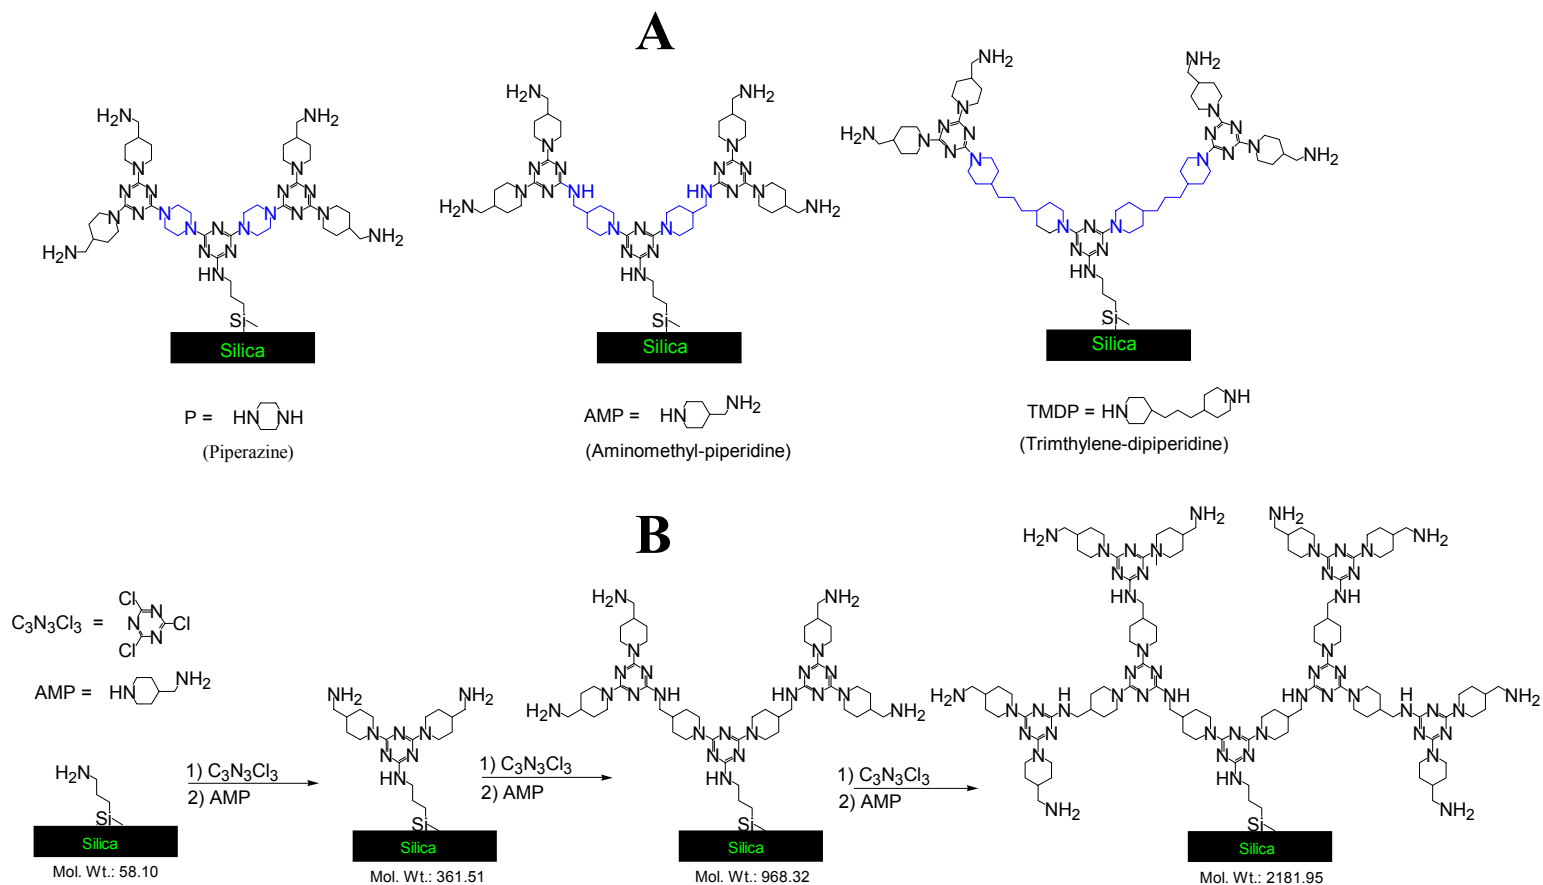 A
H2N NH2 H2N NH2 NH2 NH2
N N N N N N
N N N N N N N N N N N N
H2N N N N N NH2 H2N N N NH HN N N NH2 H2N N N N N NH2
N N N N N N N N
N N N N N N
N N N
HN HN HN
Si Si Si
Silica Silica Silica
P = HN NH
(Piperazine)
AMP = HN NH2
(Aminomethyl-piperidine)
TMDP = HN NH
(Trimthylene-dipiperidine)
B
C3N3Cl3 = Cl N N Cl N Cl
AMP = HN NH2
H2N
Si
Silica
Mol. Wt.: 58.10
1) C3N3Cl3
2) AMP
NH2 NH2
N N N N
N N
HN
Si
Silica
Mol. Wt.: 361.51
1) C3N3Cl3
2) AMP
H2N NH2
N N
N N N N
H2N N N NH HN N N NH2
N N N N
N N
HN
Si
Silica
Mol. Wt.: 968.32
1) C3N3Cl3
2) AMP
H2N NH2 NH2 NH2
N N N N N N N N
N N N N
HN NH
N N
NH2 N N N N NH2
N N H N N NH HN N N H N N
N N N N N N N N
N N N N
HN
NH2 NH2
Si
Silica
Mol. Wt.: 2181.95